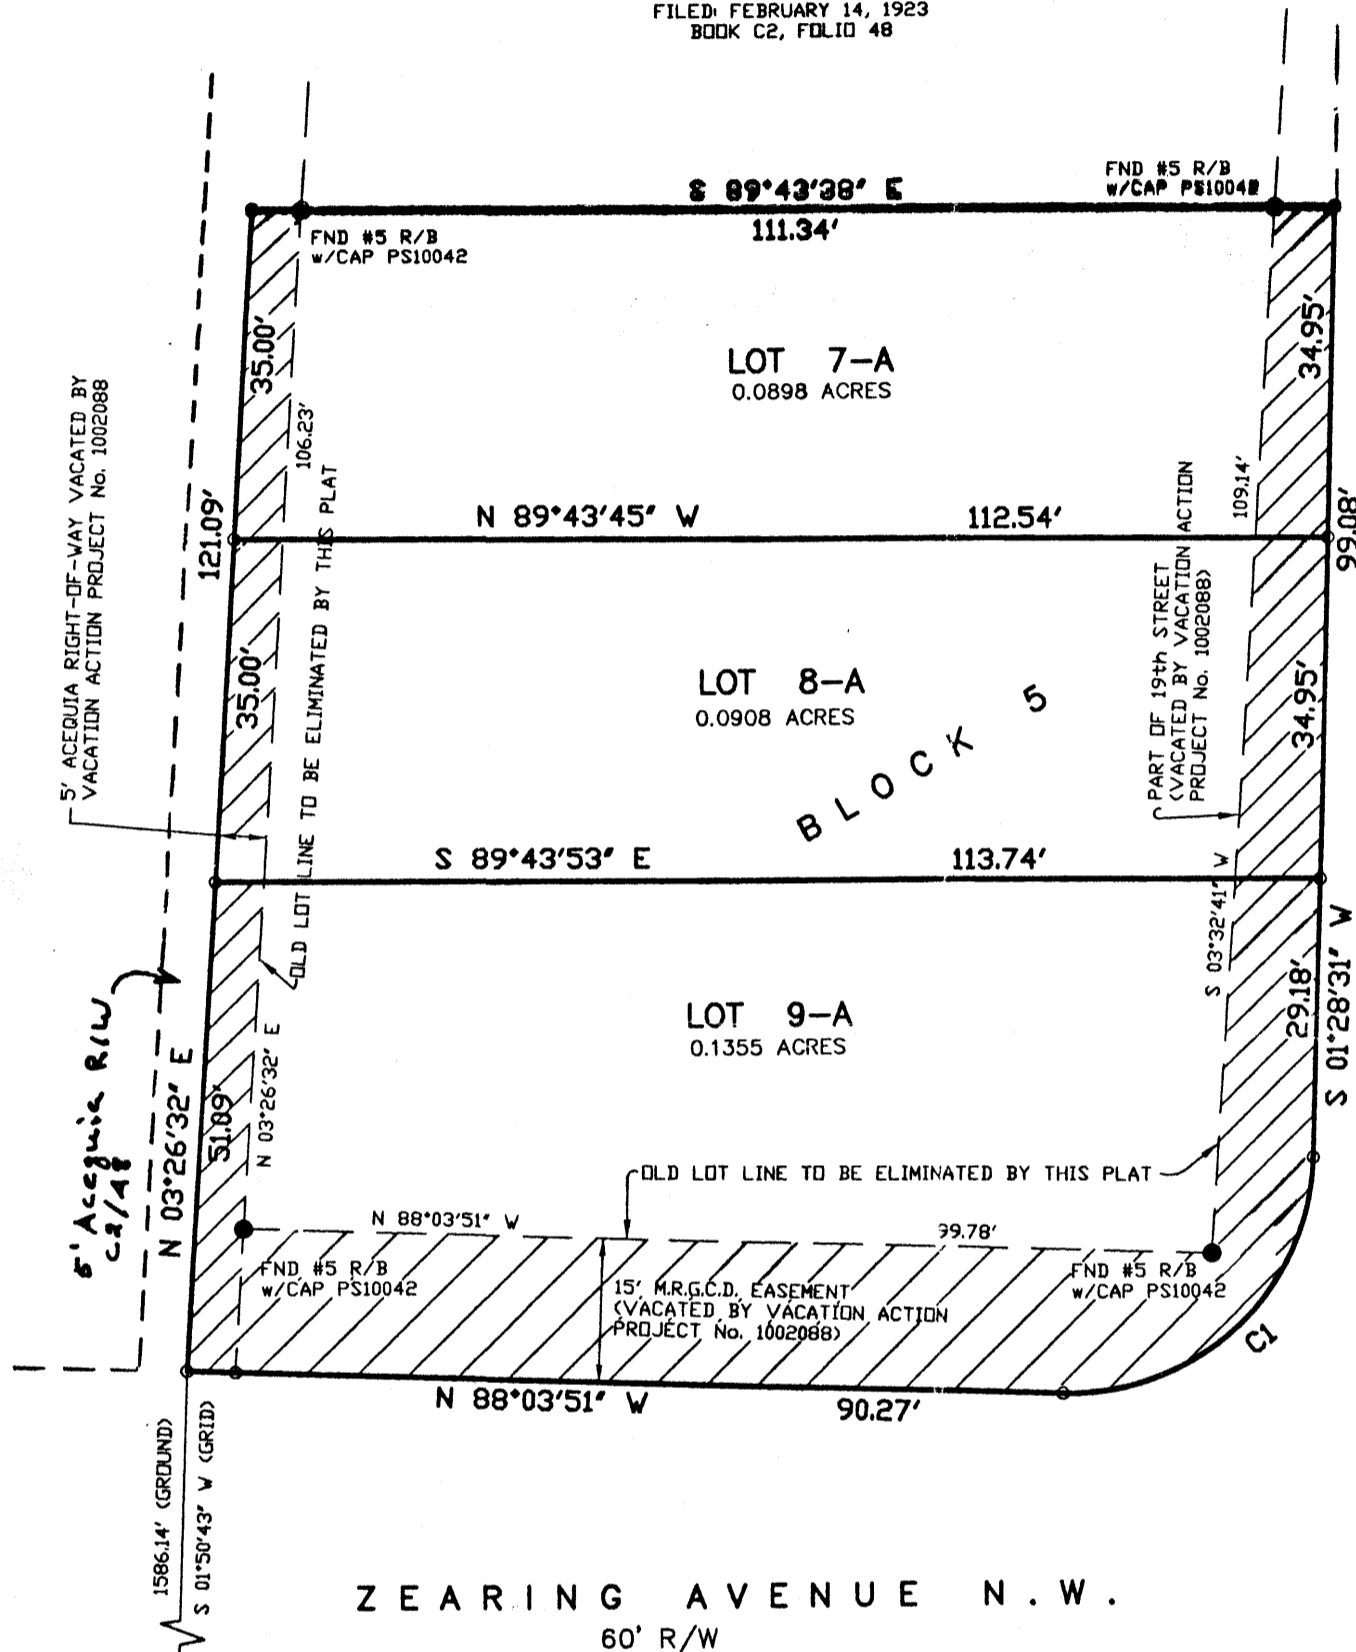 FILED: FEBRUARY 14, 1923
BOOK C2, FOLIO 48
S 89°43'38" E
111.34'
FND #5 R/B
w/CAP PS10042
FND #5 R/B
w/CAP PS10042
35.00'
34.95'
LOT 7-A
0.0898 ACRES
106.23'
109.14'
5' ACEQUIA RIGHT-OF-WAY VACATED BY
VACATION ACTION PROJECT No. 1002088
121.09'
99.08'
N 89°43'45" W
112.54'
OLD LOT LINE TO BE ELIMINATED BY THIS PLAT
PART OF 19th STREET
(VACATED BY VACATION ACTION
PROJECT No. 1002088)
35.00'
34.95'
LOT 8-A
0.0908 ACRES
BLOCK 5
S 89°43'53" E
113.74'
S 03°32'41" W
5' Acequia R/W
C2/48
N 03°26'32" E
51.09'
N 03°26'32" E
LOT 9-A
0.1355 ACRES
29.18'
S 01°28'31" W
OLD LOT LINE TO BE ELIMINATED BY THIS PLAT
N 88°03'51" W
99.78'
FND #5 R/B
w/CAP PS10042
15' M.R.G.C.D. EASEMENT
(VACATED BY VACATION ACTION
PROJECT No. 1002088)
FND #5 R/B
w/CAP PS10042
C1
N 88°03'51" W
90.27'
1586.14' (GROUND)
S 01°50'43" W (GRID)
ZEARING AVENUE N.W.
60' R/W